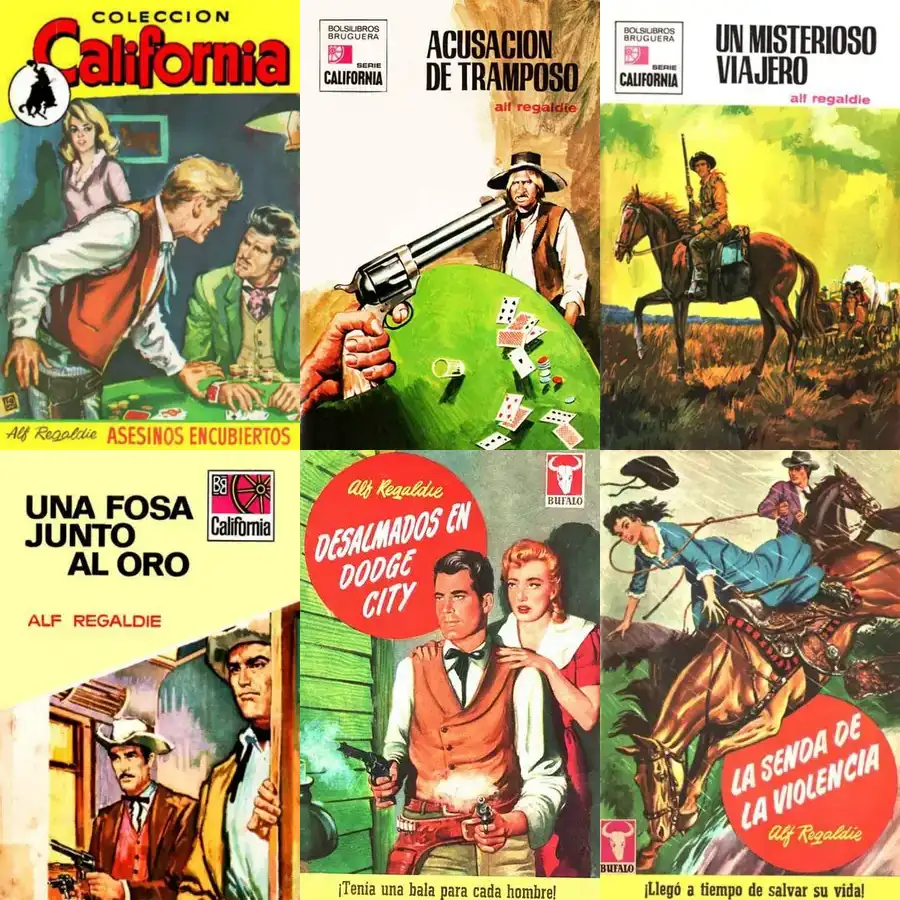 COLECCION
California
Alf Regaldie ASESINOS ENCUBIERTOS
BOLSILIBROS
BRUGUERA
SERIE
CALIFORNIA
ACUSACION
DE TRAMPOSO
alf regaldie
BOLSILIBROS
BRUGUERA
SERIE
CALIFORNIA
UN MISTERIOSO
VIAJERO
alf regaldie
UNA FOSA
JUNTO
AL ORO
BB
California
ALF REGALDIE
Alf Regaldie
DESALMADOS EN
DODGE
CITY
BUFALO
¡Tenía una bala para cada hombre!
LA SENDA DE
LA VIOLENCIA
Alf Regaldie
BUFALO
¡Llegó a tiempo de salvar su vida!